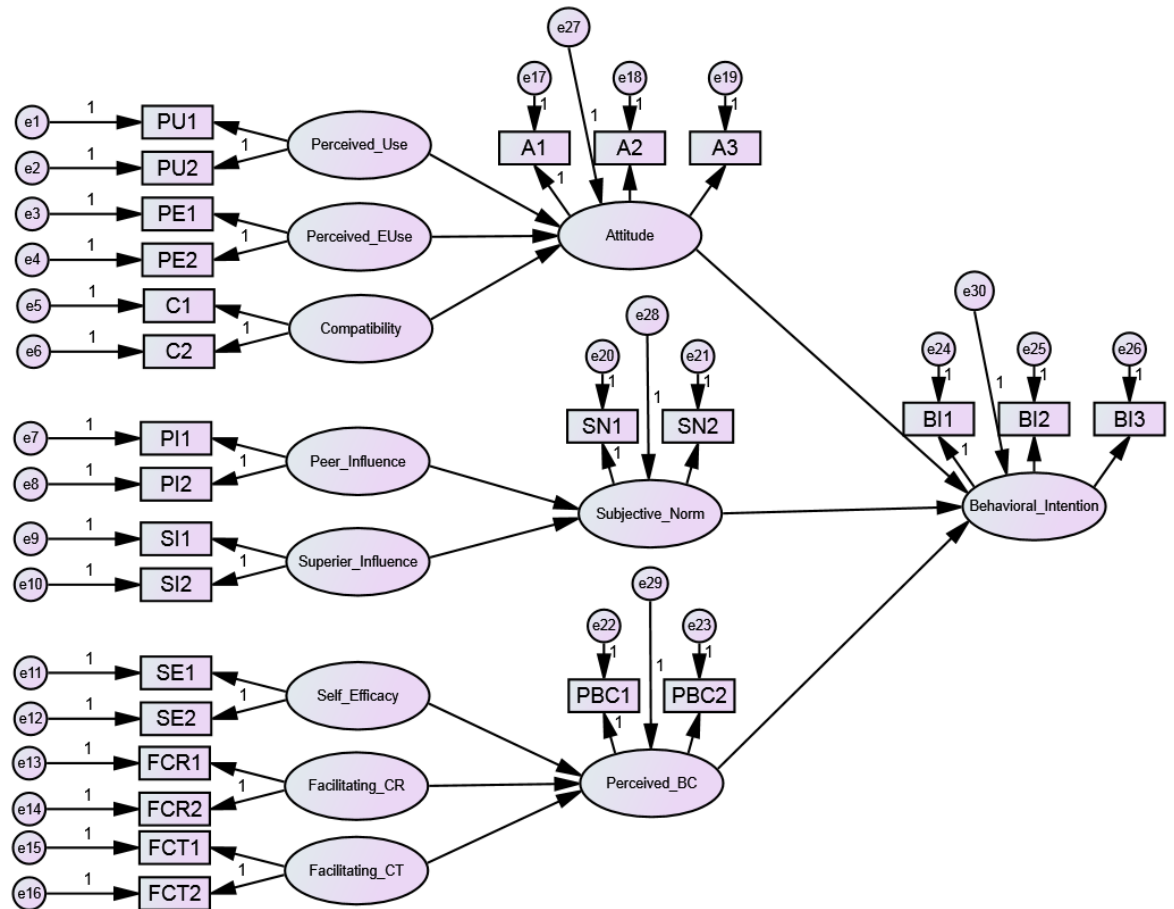 e27
e17
e18
e19
1
1
1
1
A1
A2
A3
1
Attitude
e1
1
PU1
e2
1
PU2
1
Perceived_Use
e3
1
PE1
e4
1
PE2
1
Perceived_EUse
e5
1
C1
e6
1
C2
1
Compatibility
e28
e20
e21
1
1
1
SN1
SN2
1
Subjective_Norm
e7
1
PI1
e8
1
PI2
1
Peer_Influence
e9
1
SI1
e10
1
SI2
1
Superier_Influence
e30
e24
e25
e26
1
1
1
1
BI1
BI2
BI3
1
Behavioral_Intention
e29
e22
e23
1
1
1
PBC1
PBC2
1
Perceived_BC
e11
1
SE1
e12
1
SE2
1
Self_Efficacy
e13
1
FCR1
e14
1
FCR2
1
Facilitating_CR
e15
1
FCT1
e16
1
FCT2
1
Facilitating_CT